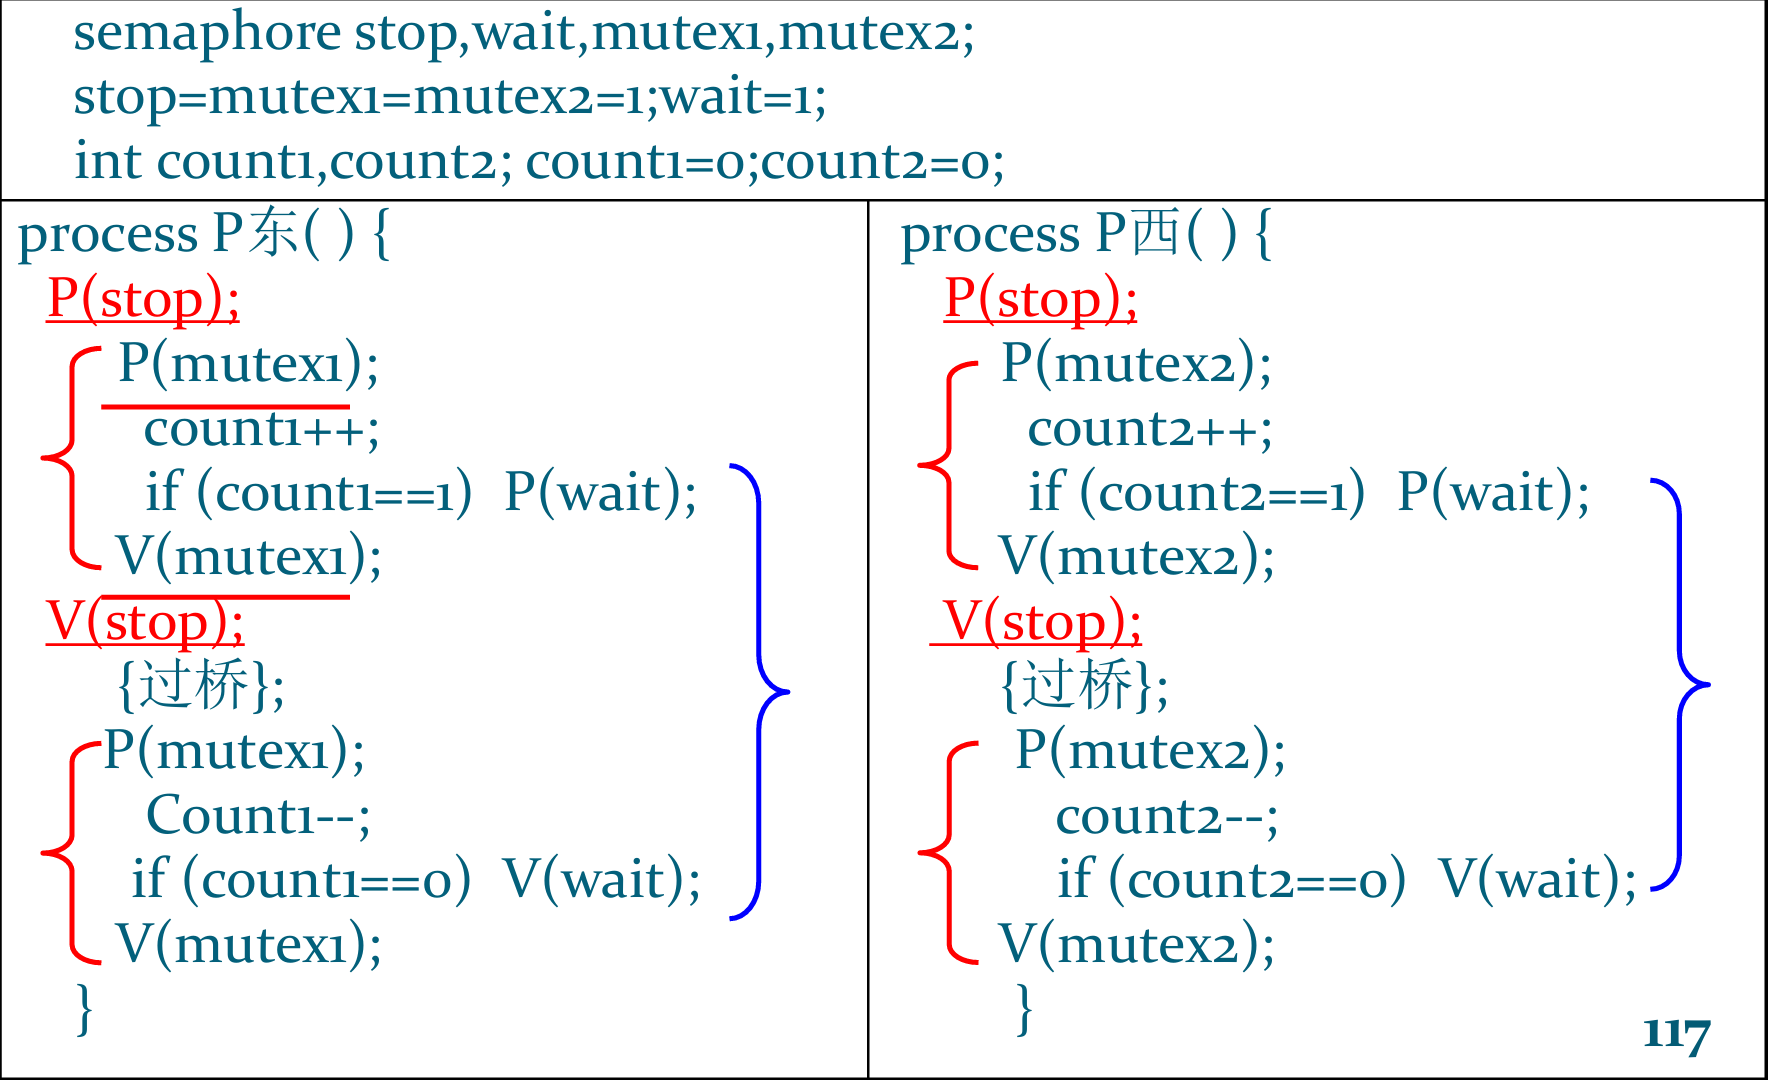 semaphore stop,wait,mutex1,mutex2;
stop=mutex1=mutex2=1;wait=1;
int count1,count2; count1=0;count2=0;
process P东( ) {
P(stop);
P(mutex1);
count1++;
if (count1==1) P(wait);
V(mutex1);
V(stop);
{过桥};
P(mutex1);
Count1--;
if (count1==0) V(wait);
V(mutex1);
}
process P西( ) {
P(stop);
P(mutex2);
count2++;
if (count2==1) P(wait);
V(mutex2);
V(stop);
{过桥};
P(mutex2);
count2--;
if (count2==0) V(wait);
V(mutex2);
}
117